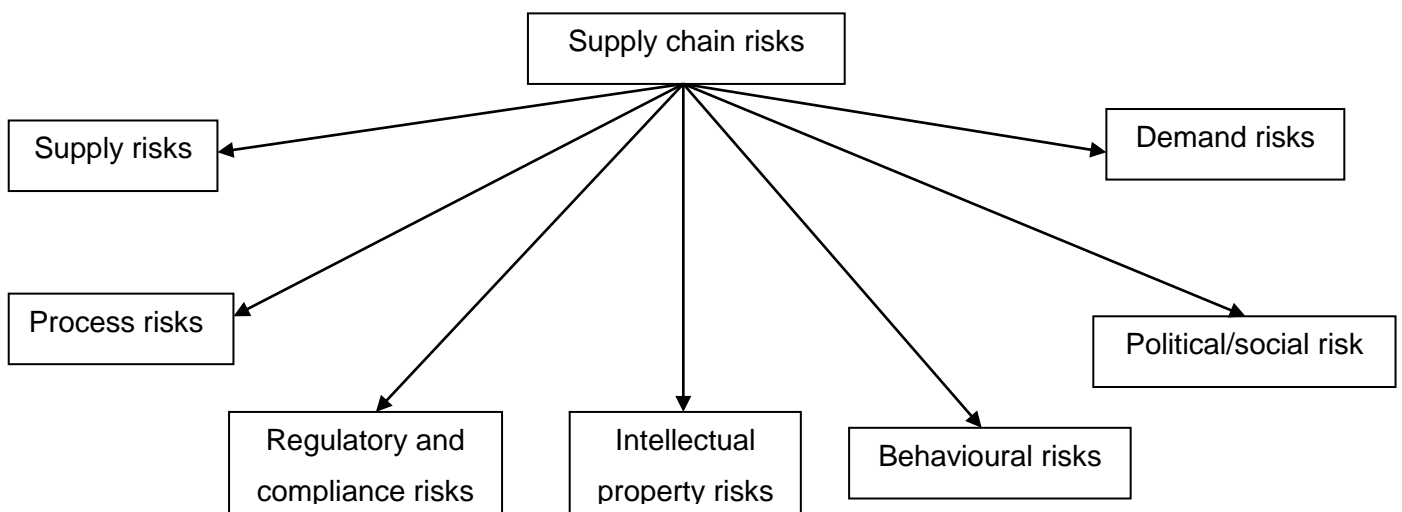 Supply chain risks
Supply risks
Demand risks
Process risks
Political/social risk
Regulatory and
compliance risks
Intellectual
property risks
Behavioural risks